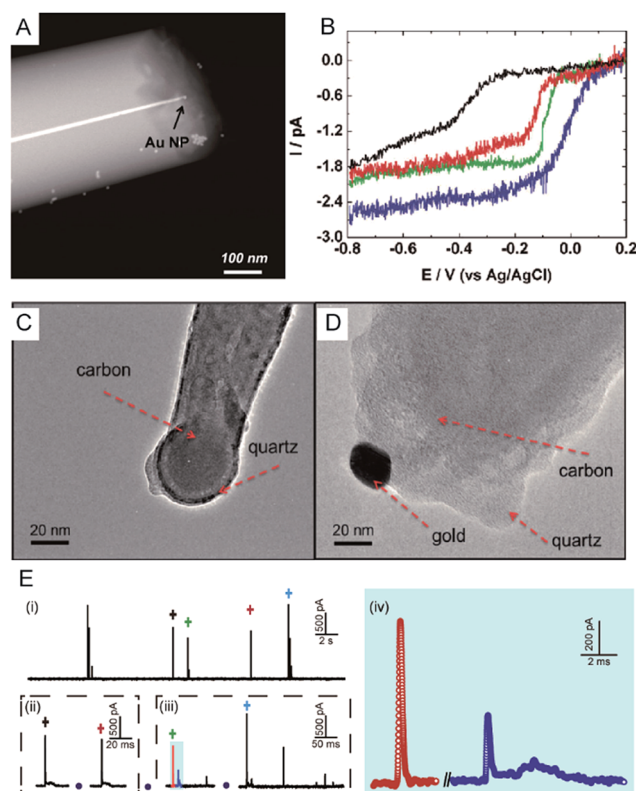 A
Au NP
100 nm
B
I / pA
0.0
-0.6
-1.2
-1.8
-2.4
-3.0
-0.8 -0.6 -0.4 -0.2 0.0 0.2
E / V (vs Ag/AgCl)
C
carbon
quartz
20 nm
D
carbon
gold
quartz
20 nm
E
(i)
500 pA
2 s
(ii)
500 pA
20 ms
(iii)
500 pA
50 ms
(iv)
200 pA
2 ms